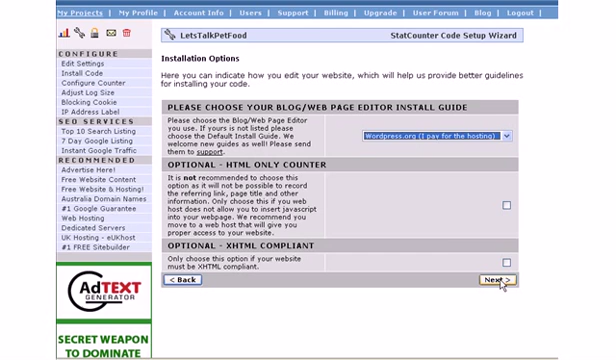 My Projects | My Profile | Account Info | Users | Support | Billing | Upgrade | User Forum | Blog | Logout |
LetsTalkPetFood
StatCounter Code Setup Wizard
CONFIGURE
Edit Settings
Install Code
Configure Counter
Adjust Log Size
Blocking Cookie
IP Address Label
SEO SERVICES
Top 10 Search Listing
7 Day Google Listing
Instant Google Traffic
RECOMMENDED
Advertise Here!
Free Website Content
Free Website & Hosting!
Australia Domain Names
#1 Google Guarantee
Web Hosting
Dedicated Servers
UK Hosting - eUKhost
#1 FREE Sitebuilder
AdTEXT
GENERATOR
SECRET WEAPON
TO DOMINATE
Installation Options
Here you can indicate how you edit your website, which will help us provide better guidelines
for installing your code.
PLEASE CHOOSE YOUR BLOG/WEB PAGE EDITOR INSTALL GUIDE
Please choose the Blog/Web Page Editor
you use. If yours is not listed please
choose the Default Install Guide. We
welcome new guides as well! Please send
them to support.
Wordpress.org (I pay for the hosting)
OPTIONAL - HTML ONLY COUNTER
It is not recommended to choose this
option as it will not be possible to record
the referring link, page title and other
information. Only choose this if you web
host does not allow you to insert javascript
into your webpage. We recommend you
move to a web host that will give you
proper access to your website.
OPTIONAL - XHTML COMPLIANT
Only choose this option if your website
must be XHTML compliant.
< Back
Next >